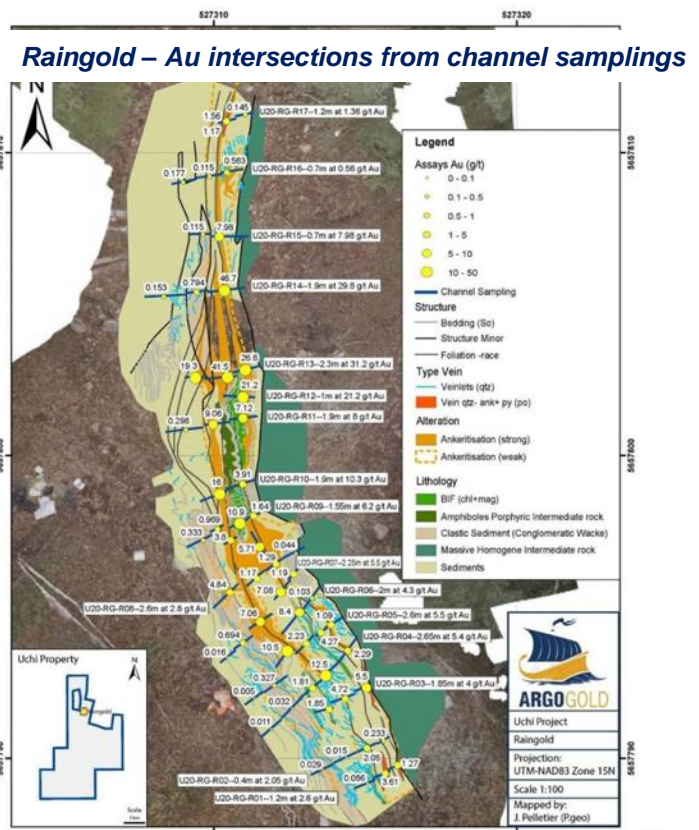 527310
527320
Raingold – Au intersections from channel samplings
N
5657810
5657810
0.145
1.56
1.17
U20-RG-R17--1.2m at 1.36 g/t Au
0.563
0.115
0.177
U20-RG-R16--0.7m at 0.56 g/t Au
0.115
7.98
U20-RG-R15--0.7m at 7.98 g/t Au
46.7
0.794
0.153
U20-RG-R14--1.9m at 29.8 g/t Au
U20-RG-R13--2.3m at 31.2 g/t Au
26.6
19.3
41.5
21.2
U20-RG-R12--1m at 21.2 g/t Au
7.12
9.06
U20-RG-R11--1.9m at 8 g/t Au
0.298
5657800
5657800
3.91
U20-RG-R10--1.9m at 10.3 g/t Au
16
1.64
U20-RG-R09--1.55m at 6.2 g/t Au
10.9
0.969
0.333
3.8
5.71
0.044
1.29
U20-RG-R07--2.25m at 5.5 g/t Au
1.17
1.19
4.84
7.08
0.103
U20-RG-R06--2m at 4.3 g/t Au
U20-RG-R08--2.6m at 2.8 g/t Au
8.4
1.09
U20-RG-R05--2.6m at 5.5 g/t Au
7.06
4.27
U20-RG-R04--2.65m at 5.4 g/t Au
0.694
2.23
0.016
10.5
2.29
12.5
0.327
5.5
U20-RG-R03--1.85m at 4 g/t Au
0.005
1.81
4.72
0.032
1.85
0.011
0.233
0.015
2.05
1.27
0.029
0.066
3.61
U20-RG-R02--0.4m at 2.05 g/t Au
U20-RG-R01--1.2m at 2.6 g/t Au
5657790
5657790
Legend
Assays Au (g/t)
0 - 0.1
0.1 - 0.5
0.5 - 1
1 - 5
5 - 10
10 - 50
Channel Sampling
Structure
Bedding (So)
Structure Minor
Foliation -race
Type Vein
Veinlets (qtz)
Vein qtz- ank+ py (po)
Alteration
Ankeritisation (strong)
Ankeritisation (weak)
Lithology
BIF (chl+mag)
Amphiboles Porphyric Intermediate rock
Clastic Sediment (Conglomeratic Wacke)
Massive Homogene Intermediate rock
Sediments
Uchi Property
N
Raingold
Scale
ARGOGOLD
Uchi Project
Raingold
Projection:
UTM-NAD83 Zone 15N
Scale 1:100
Mapped by:
J. Pelletier (P.geo)
527310
527320